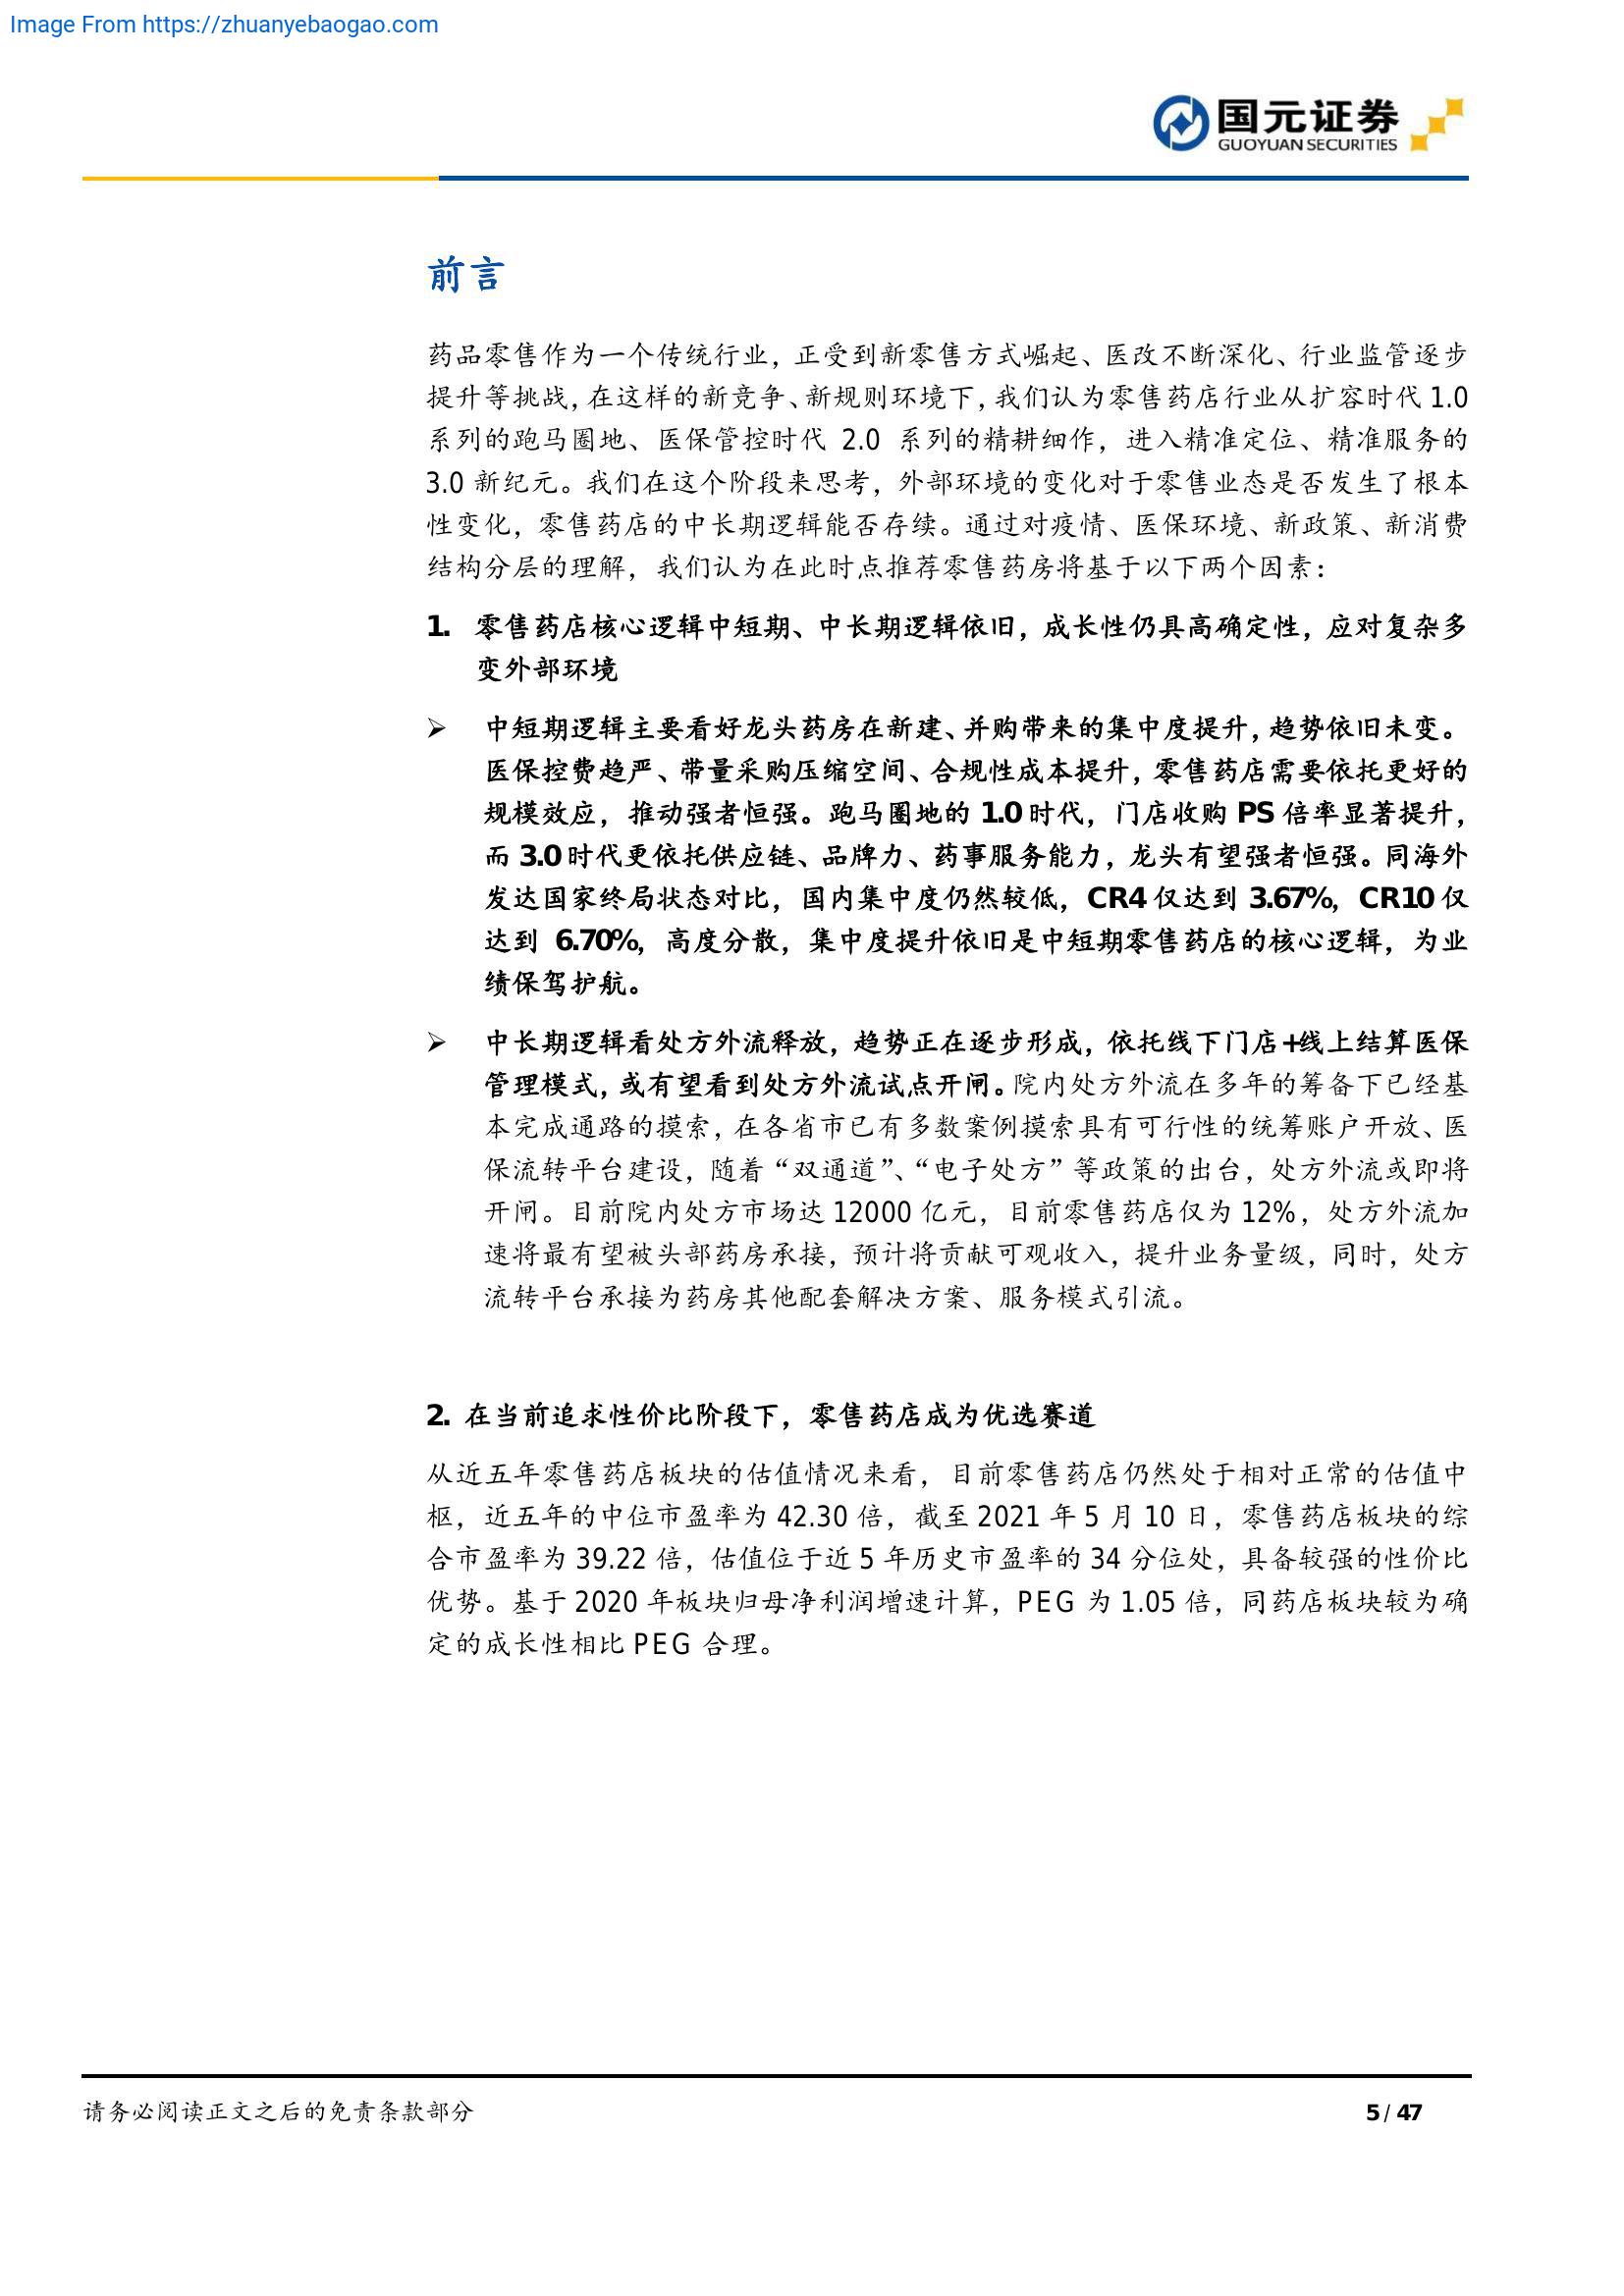 Image From https://zhuanyebaogao.com
国元证券
GUOYUAN SECURITIES
前言
药品零售作为一个传统行业，正受到新零售方式崛起、医改不断深化、行业监管逐步
提升等挑战，在这样的新竞争、新规则环境下，我们认为零售药店行业从扩容时代 1.0
系列的跑马圈地、医保管控时代 2.0 系列的精耕细作，进入精准定位、精准服务的
3.0 新纪元。我们在这个阶段来思考，外部环境的变化对于零售业态是否发生了根本
性变化，零售药店的中长期逻辑能否存续。通过对疫情、医保环境、新政策、新消费
结构分层的理解，我们认为在此时点推荐零售药房将基于以下两个因素：
1. 零售药店核心逻辑中短期、中长期逻辑依旧，成长性仍具高确定性，应对复杂多
变外部环境
➢ 中短期逻辑主要看好龙头药房在新建、并购带来的集中度提升，趋势依旧未变。
医保控费趋严、带量采购压缩空间、合规性成本提升，零售药店需要依托更好的
规模效应，推动强者恒强。跑马圈地的 1.0 时代，门店收购 PS 倍率显著提升，
而 3.0 时代更依托供应链、品牌力、药事服务能力，龙头有望强者恒强。同海外
发达国家终局状态对比，国内集中度仍然较低，CR4 仅达到 3.67%，CR10 仅
达到 6.70%，高度分散，集中度提升依旧是中短期零售药店的核心逻辑，为业
绩保驾护航。
➢ 中长期逻辑看处方外流释放，趋势正在逐步形成，依托线下门店+线上结算医保
管理模式，或有望看到处方外流试点开闸。院内处方外流在多年的筹备下已经基
本完成通路的摸索，在各省市已有多数案例摸索具有可行性的统筹账户开放、医
保流转平台建设，随着“双通道”、“电子处方”等政策的出台，处方外流或即将
开闸。目前院内处方市场达 12000 亿元，目前零售药店仅为 12%，处方外流加
速将最有望被头部药房承接，预计将贡献可观收入，提升业务量级，同时，处方
流转平台承接为药房其他配套解决方案、服务模式引流。
2. 在当前追求性价比阶段下，零售药店成为优选赛道
从近五年零售药店板块的估值情况来看，目前零售药店仍然处于相对正常的估值中
枢，近五年的中位市盈率为 42.30 倍，截至 2021 年 5 月 10 日，零售药店板块的综
合市盈率为 39.22 倍，估值位于近 5 年历史市盈率的 34 分位处，具备较强的性价比
优势。基于 2020 年板块归母净利润增速计算，PEG 为 1.05 倍，同药店板块较为确
定的成长性相比 PEG 合理。
请务必阅读正文之后的免责条款部分
5 / 47